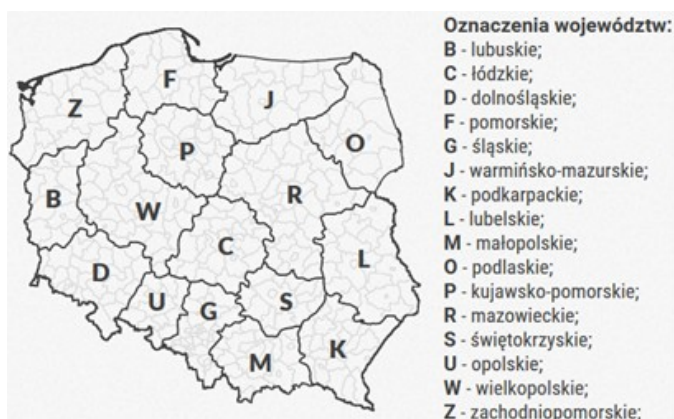 Oznaczenia województw:
B - lubuskie;
C - łódzkie;
D - dolnośląskie;
F - pomorskie;
G - śląskie;
J - warmińsko-mazurskie;
K - podkarpackie;
L - lubelskie;
M - małopolskie;
O - podlaskie;
P - kujawsko-pomorskie;
R - mazowieckie;
S - świętokrzyskie;
U - opolskie;
W - wielkopolskie;
Z - zachodniopomorskie;
F
Z
J
P
O
B
W
R
C
L
D
U
G
S
M
K